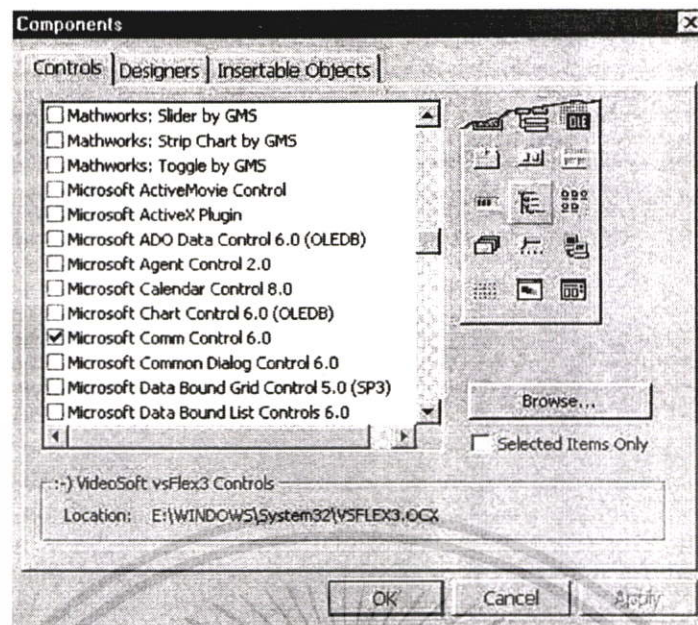 Components
Controls Designers Insertable Objects
Mathworks: Slider by GMS
Mathworks: Strip Chart by GMS
Mathworks: Toggle by GMS
Microsoft ActiveMovie Control
Microsoft ActiveX Plugin
Microsoft ADO Data Control 6.0 (OLEDB)
Microsoft Agent Control 2.0
Microsoft Calendar Control 8.0
Microsoft Chart Control 6.0 (OLEDB)
Microsoft Comm Control 6.0
Microsoft Common Dialog Control 6.0
Microsoft Data Bound Grid Control 5.0 (SP3)
Microsoft Data Bound List Controls 6.0
OLE
Browse...
Selected Items Only
:-) VideoSoft vsFlex3 Controls
Location: E:\WINDOWS\System32\VSFLEX3.OCX
OK Cancel Apply